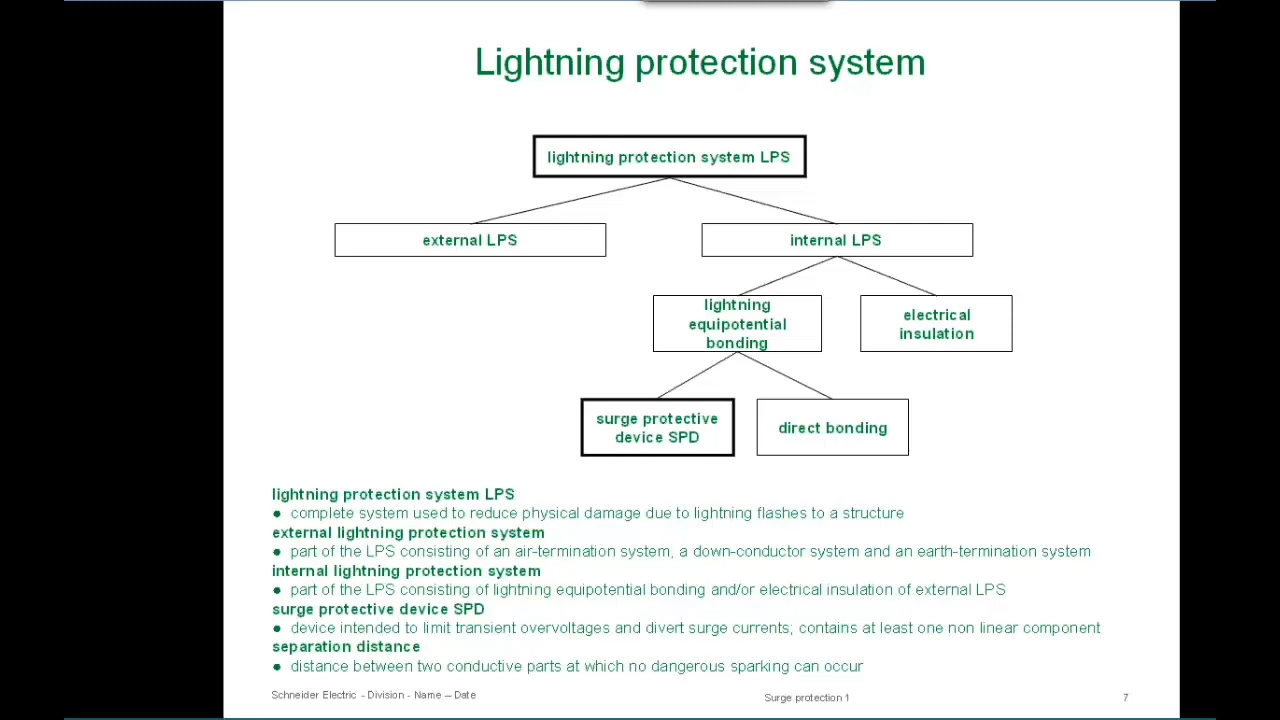 Lightning protection system
lightning protection system LPS
external LPS
internal LPS
lightning
equipotential
bonding
electrical
insulation
surge protective
device SPD
direct bonding
lightning protection system LPS
● complete system used to reduce physical damage due to lightning flashes to a structure
external lightning protection system
● part of the LPS consisting of an air-termination system, a down-conductor system and an earth-termination system
internal lightning protection system
● part of the LPS consisting of lightning equipotential bonding and/or electrical insulation of external LPS
surge protective device SPD
● device intended to limit transient overvoltages and divert surge currents; contains at least one non linear component
separation distance
● distance between two conductive parts at which no dangerous sparking can occur
Schneider Electric - Division - Name – Date
Surge protection 1
7